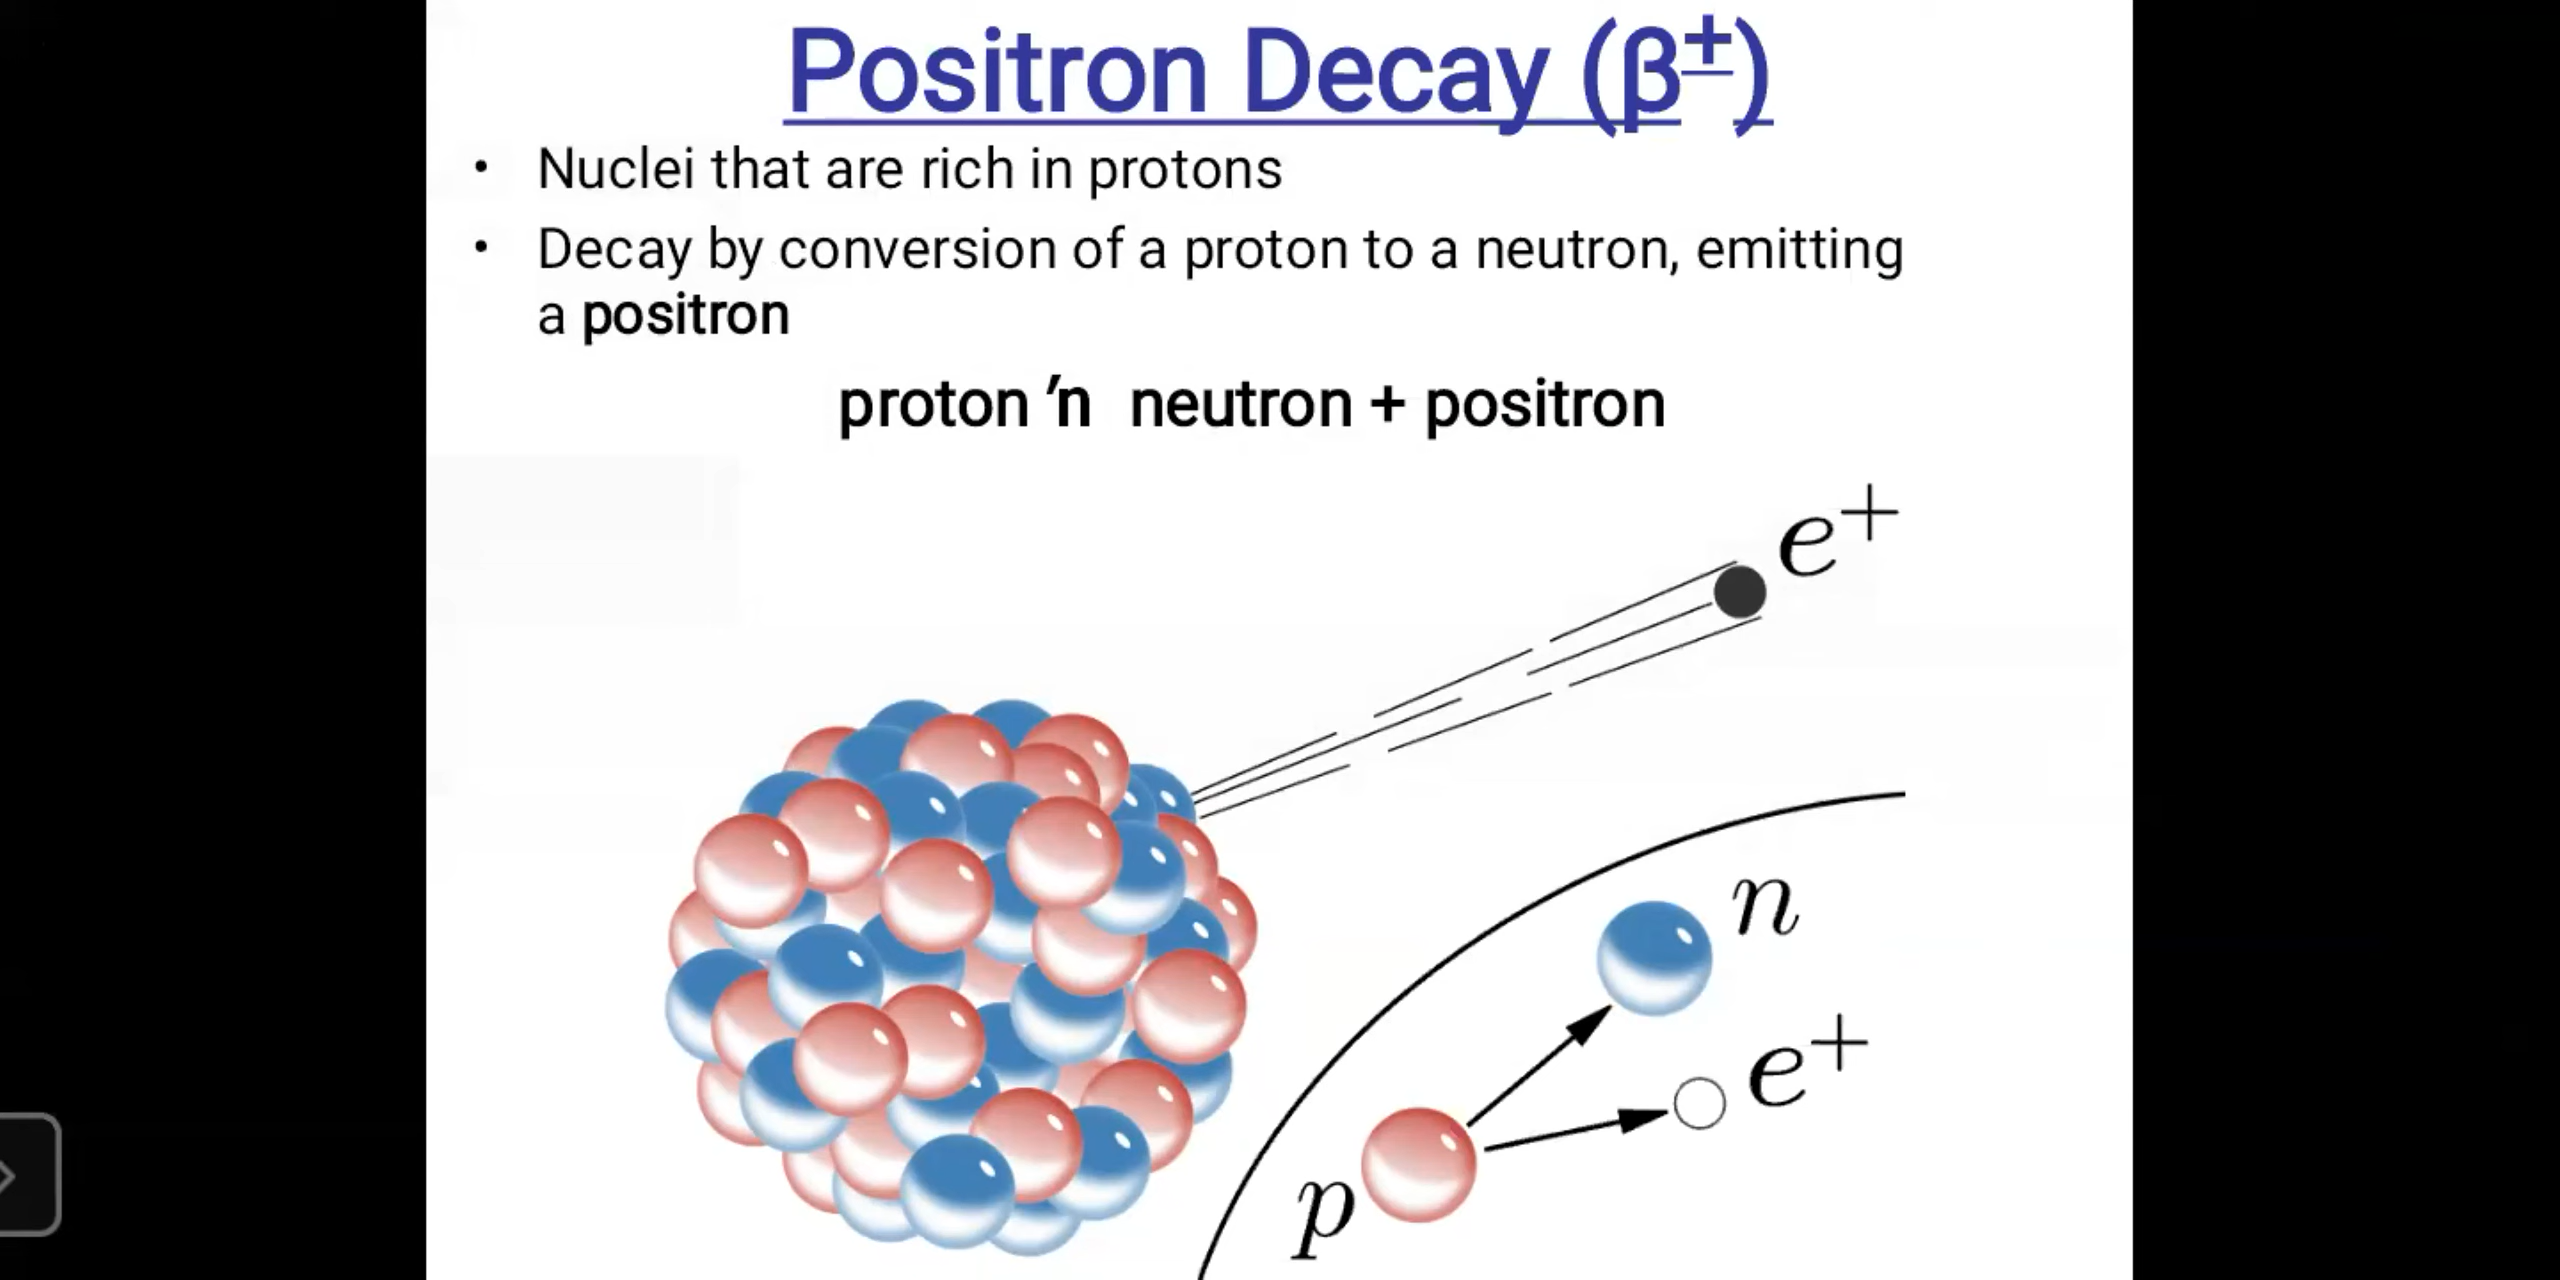 Positron Decay (β+)
• Nuclei that are rich in protons
• Decay by conversion of a proton to a neutron, emitting
a positron
proton ′n neutron + positron
e+
n
e+
p